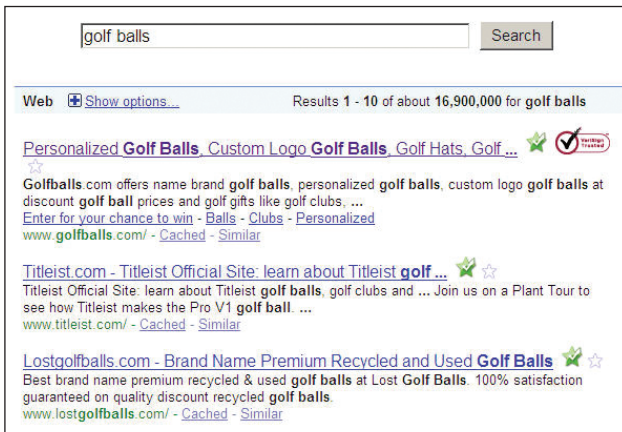 golf balls Search
Web Show options... Results 1 - 10 of about 16,900,000 for golf balls
Personalized Golf Balls, Custom Logo Golf Balls, Golf Hats, Golf ... VeriSign Trusted
Golfballs.com offers name brand golf balls, personalized golf balls, custom logo golf balls at
discount golf ball prices and golf gifts like golf clubs, ...
Enter for your chance to win - Balls - Clubs - Personalized
www.golfballs.com/ - Cached - Similar
Titleist.com - Titleist Official Site: learn about Titleist golf ...
Titleist Official Site: learn about Titleist golf balls, golf clubs and ... Join us on a Plant Tour to
see how Titleist makes the Pro V1 golf ball. ...
www.titleist.com/ - Cached - Similar
Lostgolfballs.com - Brand Name Premium Recycled and Used Golf Balls
Best brand name premium recycled & used golf balls at Lost Golf Balls. 100% satisfaction
guaranteed on quality discount recycled golf balls.
www.lostgolfballs.com/ - Cached - Similar